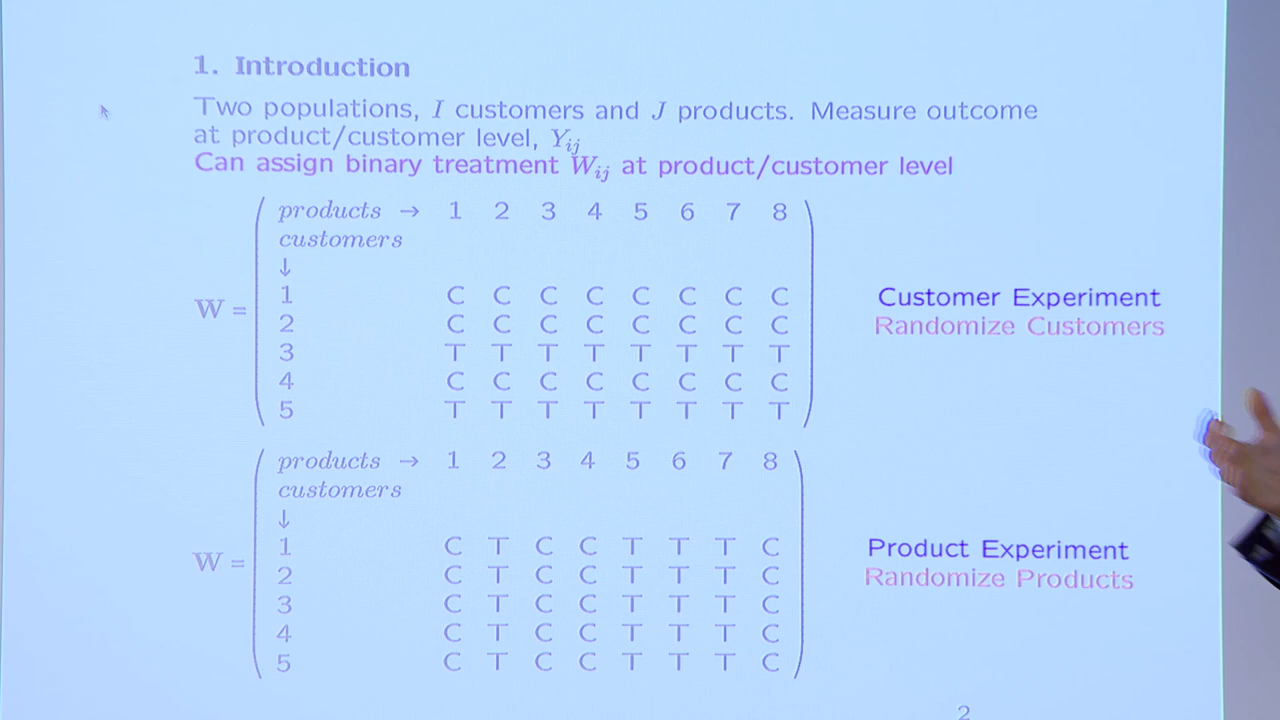 1. Introduction
Two populations, I customers and J products. Measure outcome
at product/customer level, Yij
Can assign binary treatment Wij at product/customer level
products → 1 2 3 4 5 6 7 8
customers
↓
1 C C C C C C C C
2 C C C C C C C C
W = 
3 T T T T T T T T
4 C C C C C C C C
5 T T T T T T T T
Customer Experiment
Randomize Customers
products → 1 2 3 4 5 6 7 8
customers
↓
1 C T C C T T T C
W =
2 C T C C T T T C
3 C T C C T T T C
4 C T C C T T T C
5 C T C C T T T C
Product Experiment
Randomize Products
2